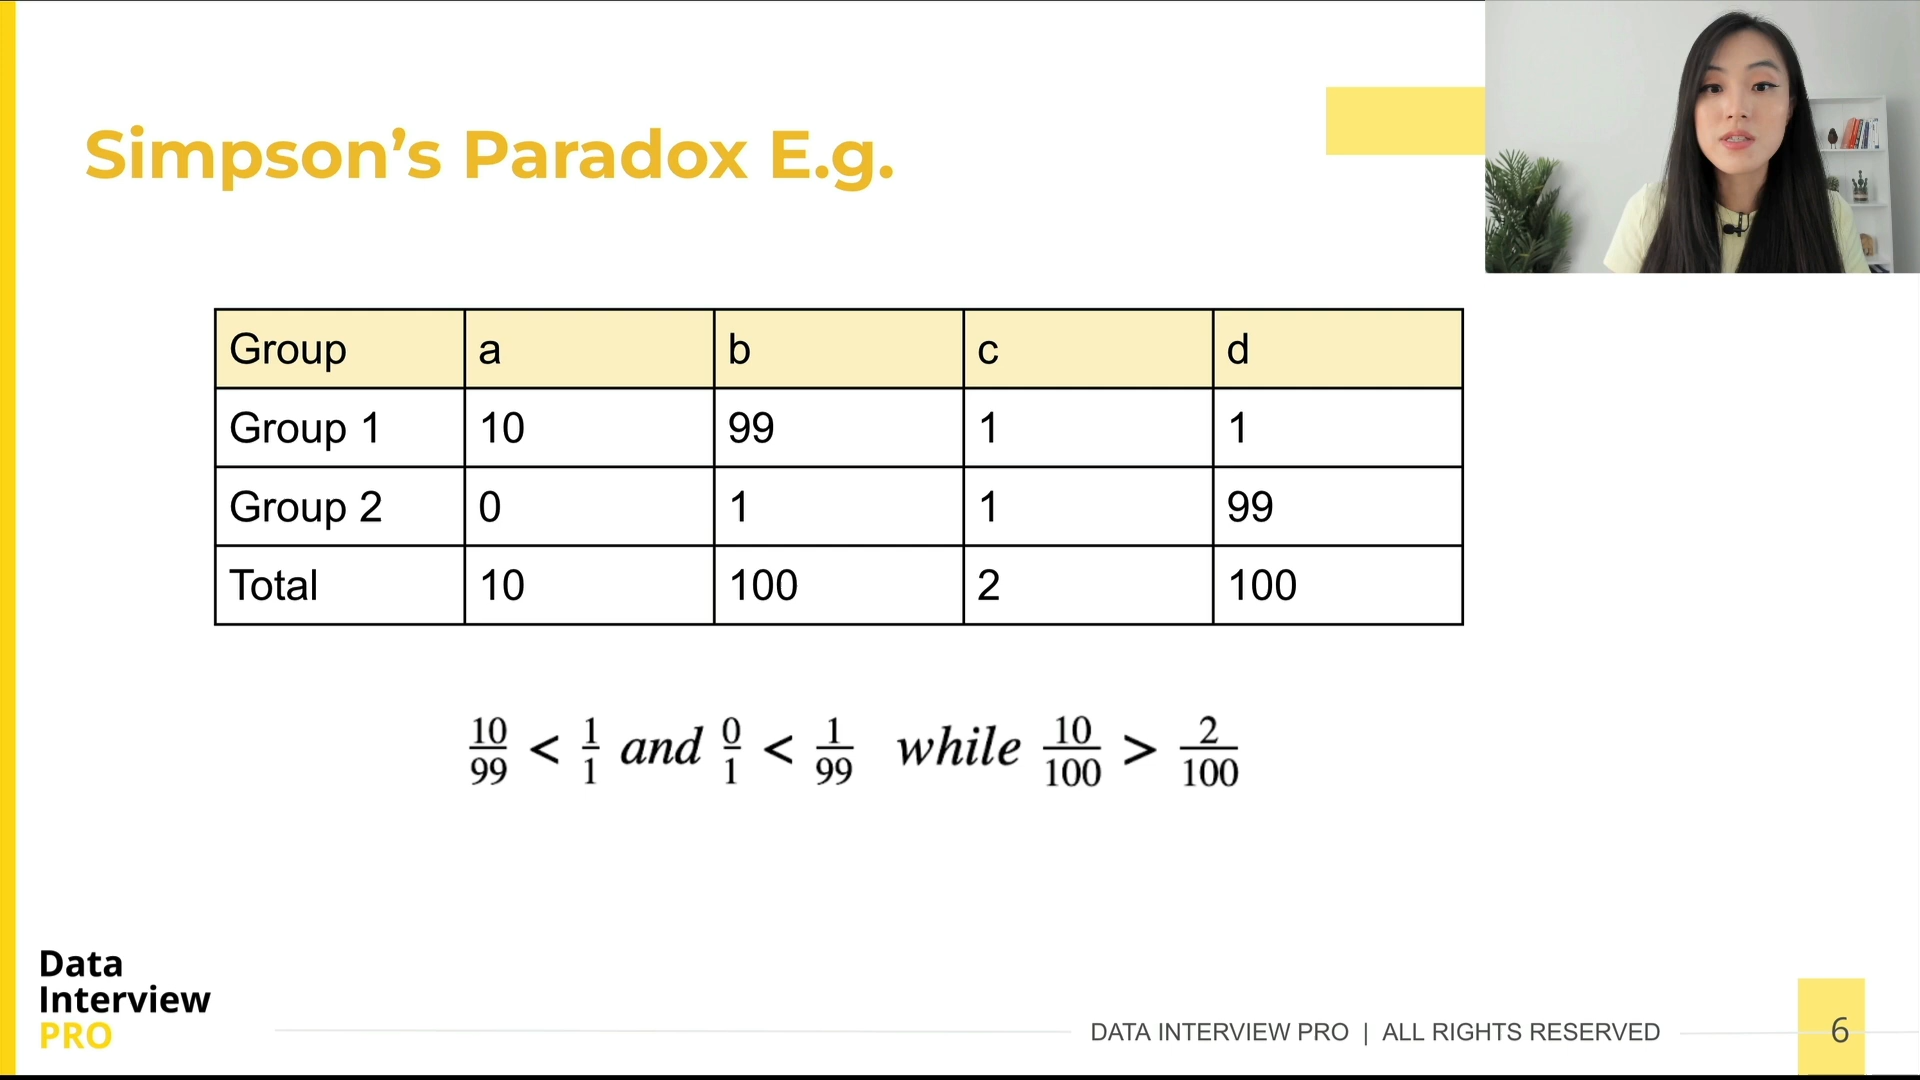 Simpson’s Paradox E.g.
Group a b c d
Group 1 10 99 1 1
Group 2 0 1 1 99
Total 10 100 2 100
10/99 < 1/1 and 0/1 < 1/99 while 10/100 > 2/100
Data
Interview
PRO
DATA INTERVIEW PRO | ALL RIGHTS RESERVED
6